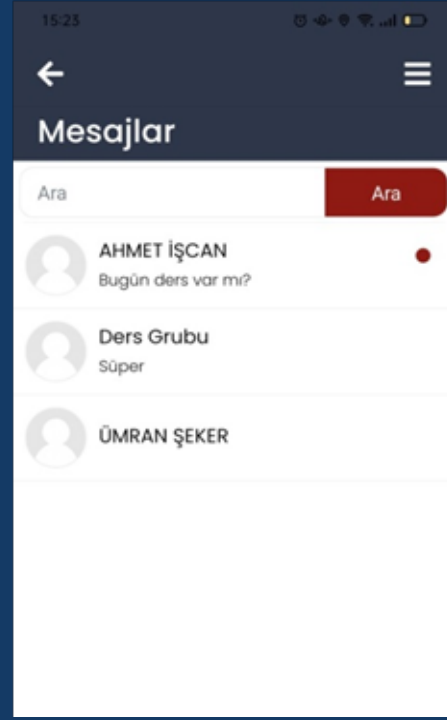 15:23
Mesajlar
Ara Ara
AHMET İŞCAN
Bugün ders var mı?
Ders Grubu
Süper
ÜMRAN ŞEKER